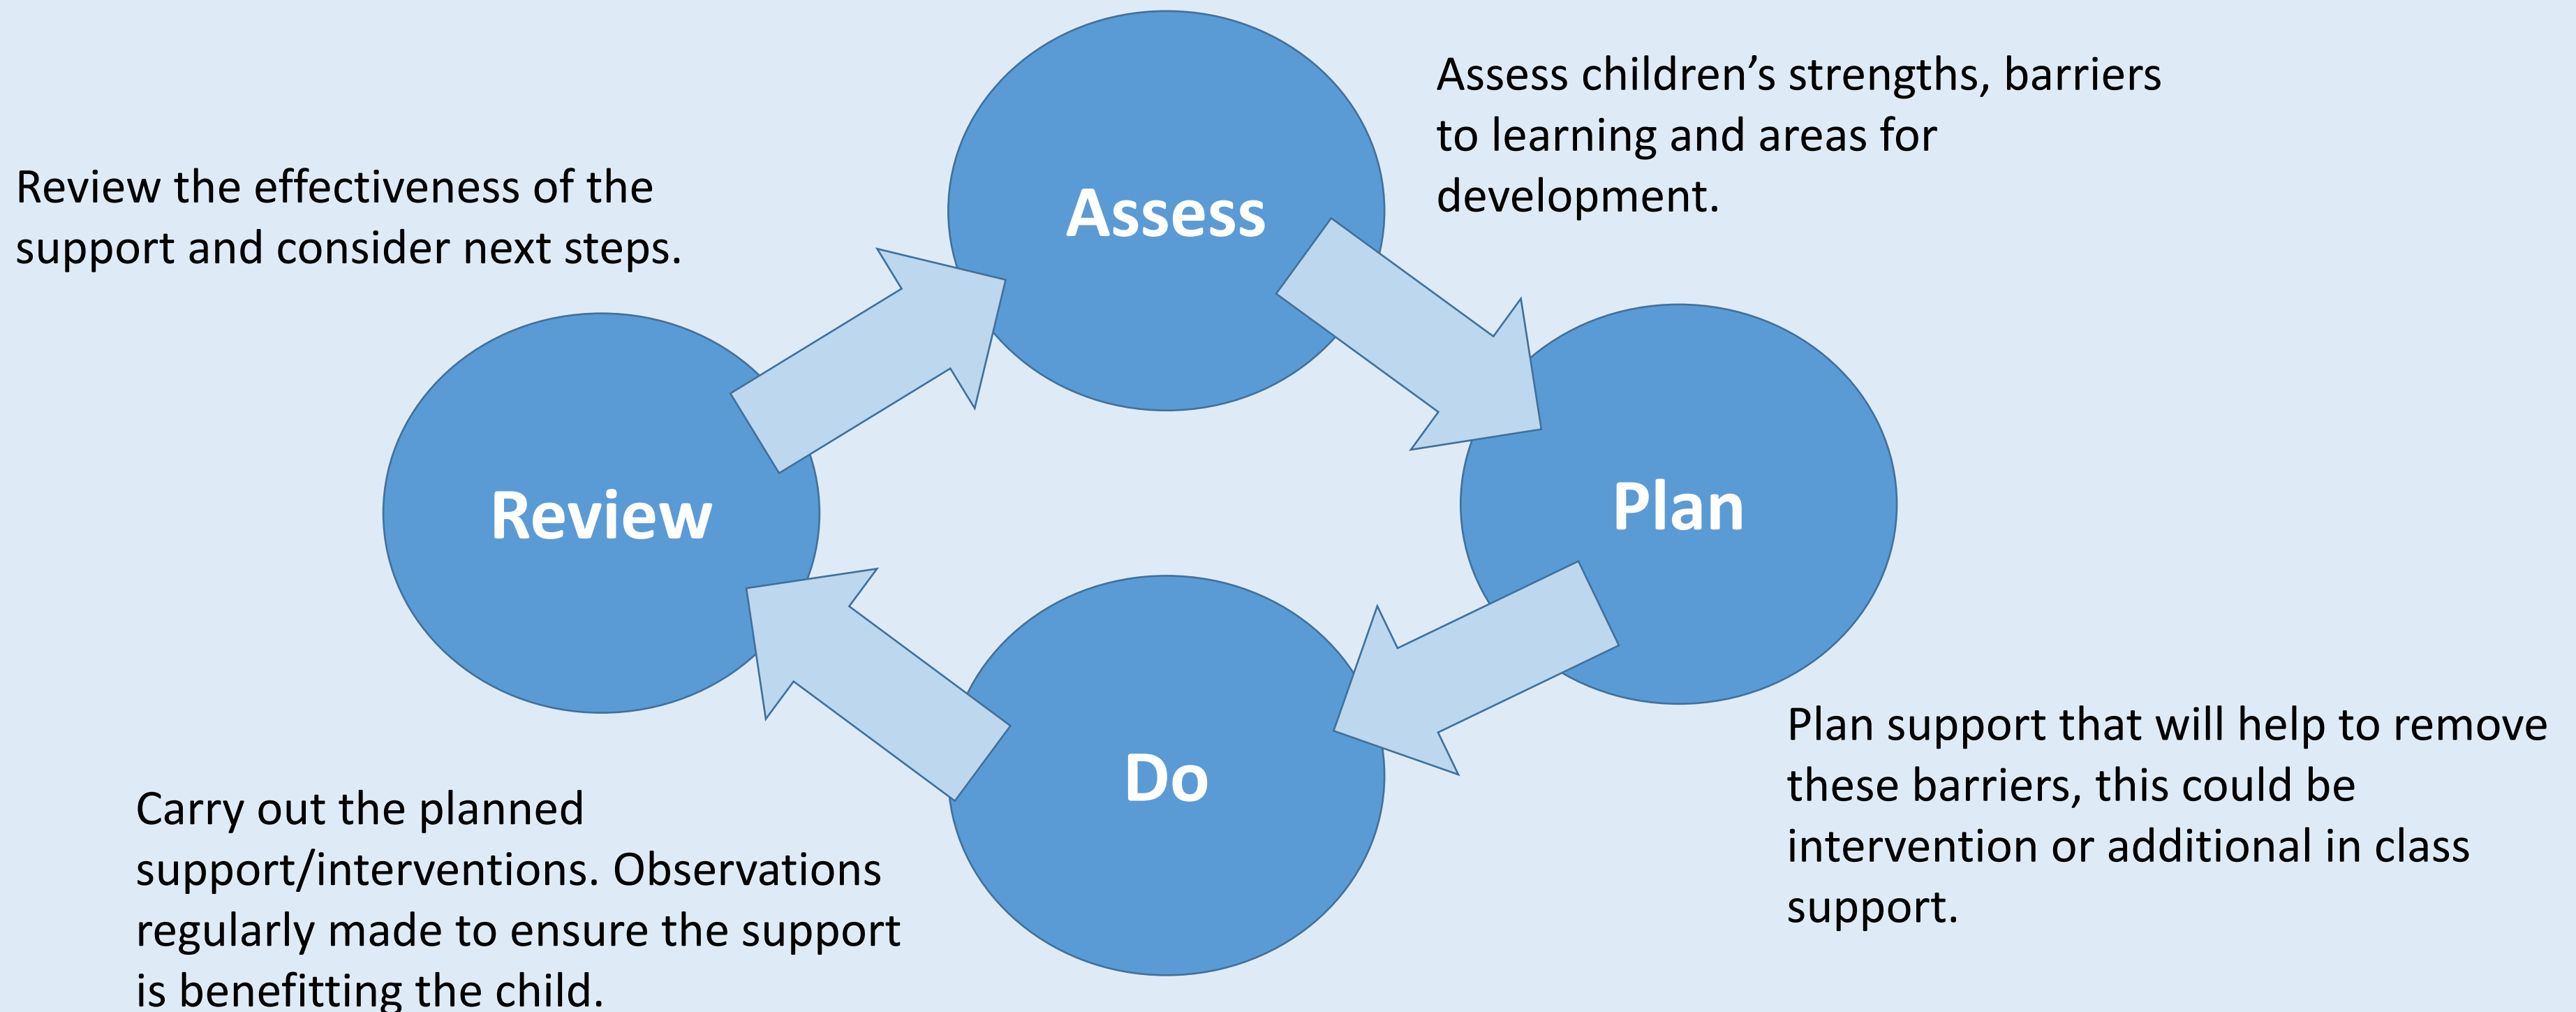 Assess
Assess children’s strengths, barriers
to learning and areas for
development.
Plan
Plan support that will help to remove
these barriers, this could be
intervention or additional in class
support.
Do
Carry out the planned
support/interventions. Observations
regularly made to ensure the support
is benefitting the child.
Review
Review the effectiveness of the
support and consider next steps.